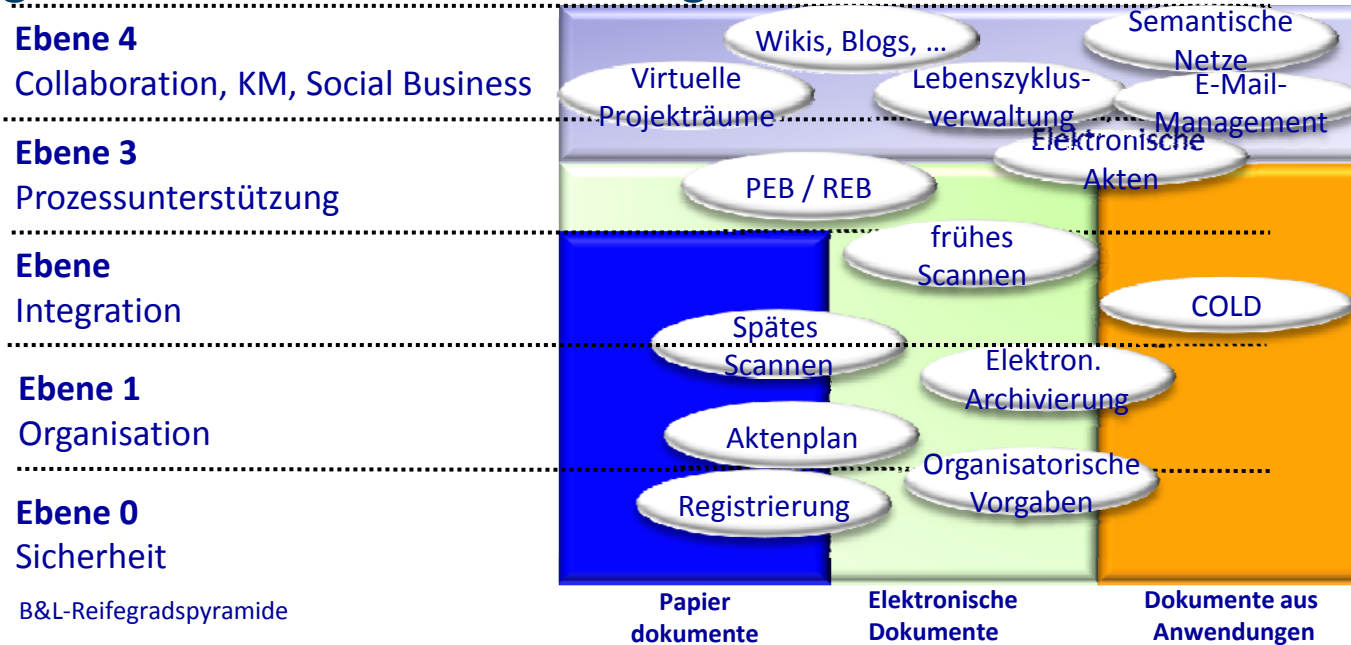 Ebene 4
Collaboration, KM, Social Business
Wikis, Blogs, ...
Semantische
Netze
Virtuelle
Projekträume
Lebenszyklus-
verwaltung
E-Mail-
Management
Ebene 3
Prozessunterstützung
Elektronische
Akten
PEB / REB
Ebene
Integration
frühes
Scannen
COLD
Spätes
Scannen
Ebene 1
Organisation
Elektron.
Archivierung
Aktenplan
Ebene 0
Sicherheit
Organisatorische
Vorgaben
Registrierung
B&L-Reifegradspyramide
Papier
dokumente
Elektronische
Dokumente
Dokumente aus
Anwendungen